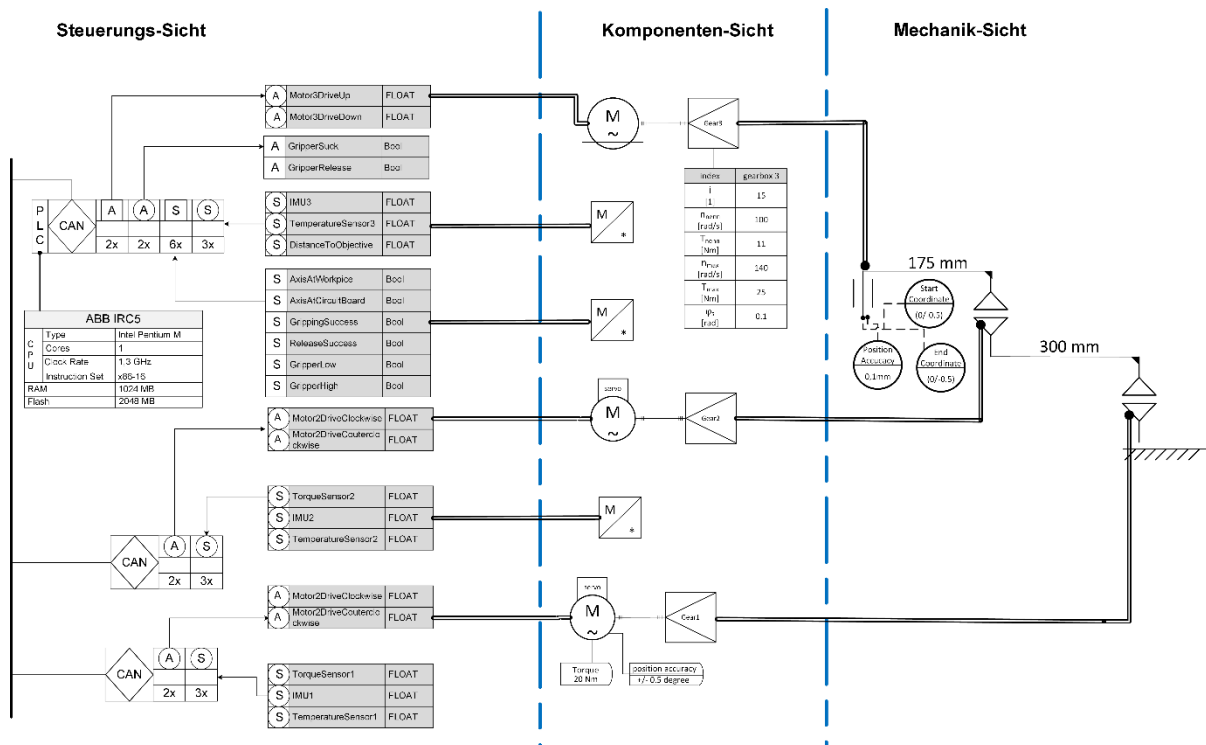 Steuerungs-Sicht
Komponenten-Sicht
Mechanik-Sicht
A Motor3DriveUp FLOAT
A Motor3DriveDown FLOAT
A GripperSuck Bool
A GripperRelease Bool
S IMU3 FLOAT
S TemperatureSensor3 FLOAT
S DistanceToObjective FLOAT
PLC
CAN
A A S S
2x 2x 6x 3x
S AxisAtWorkpice Bool
S AxisAtCircuitBoard Bool
S GrippingSuccess Bool
S ReleaseSuccess Bool
S GripperLow Bool
S GripperHigh Bool
ABB IRC5
CPU
Type Intel Pentium M
Cores 1
Clock Rate 1.3 GHz
Instruction Set x86-16
RAM 1024 MB
Flash 2048 MB
A Motor2DriveClockwise FLOAT
A Motor2DriveCouterclo
ckwise FLOAT
S TorqueSensor2 FLOAT
S IMU2 FLOAT
S TemperatureSensor2 FLOAT
CAN
A S
2x 3x
A Motor2DriveClockwise FLOAT
A Motor2DriveCouterclo
ckwise FLOAT
CAN
A S
2x 3x
S TorqueSensor1 FLOAT
S IMU1 FLOAT
S TemperatureSensor1 FLOAT
M
~
Gear3
index gearbox 3
i
[1] 15
[rad/s] 100
[Nm] 11
[rad/s] 140
[Nm] 25
[rad] 0.1
M
*
M
*
servo
M
~
Gear2
M
*
servo
M
~
Gear1
Torque
20 Nm
position accuracy
+/- 0.5 degree
175 mm
Start
Coordinate
(0/-0.5)
Position
Accuracy
0.1mm
End
Coordinate
(0/-0.5)
300 mm